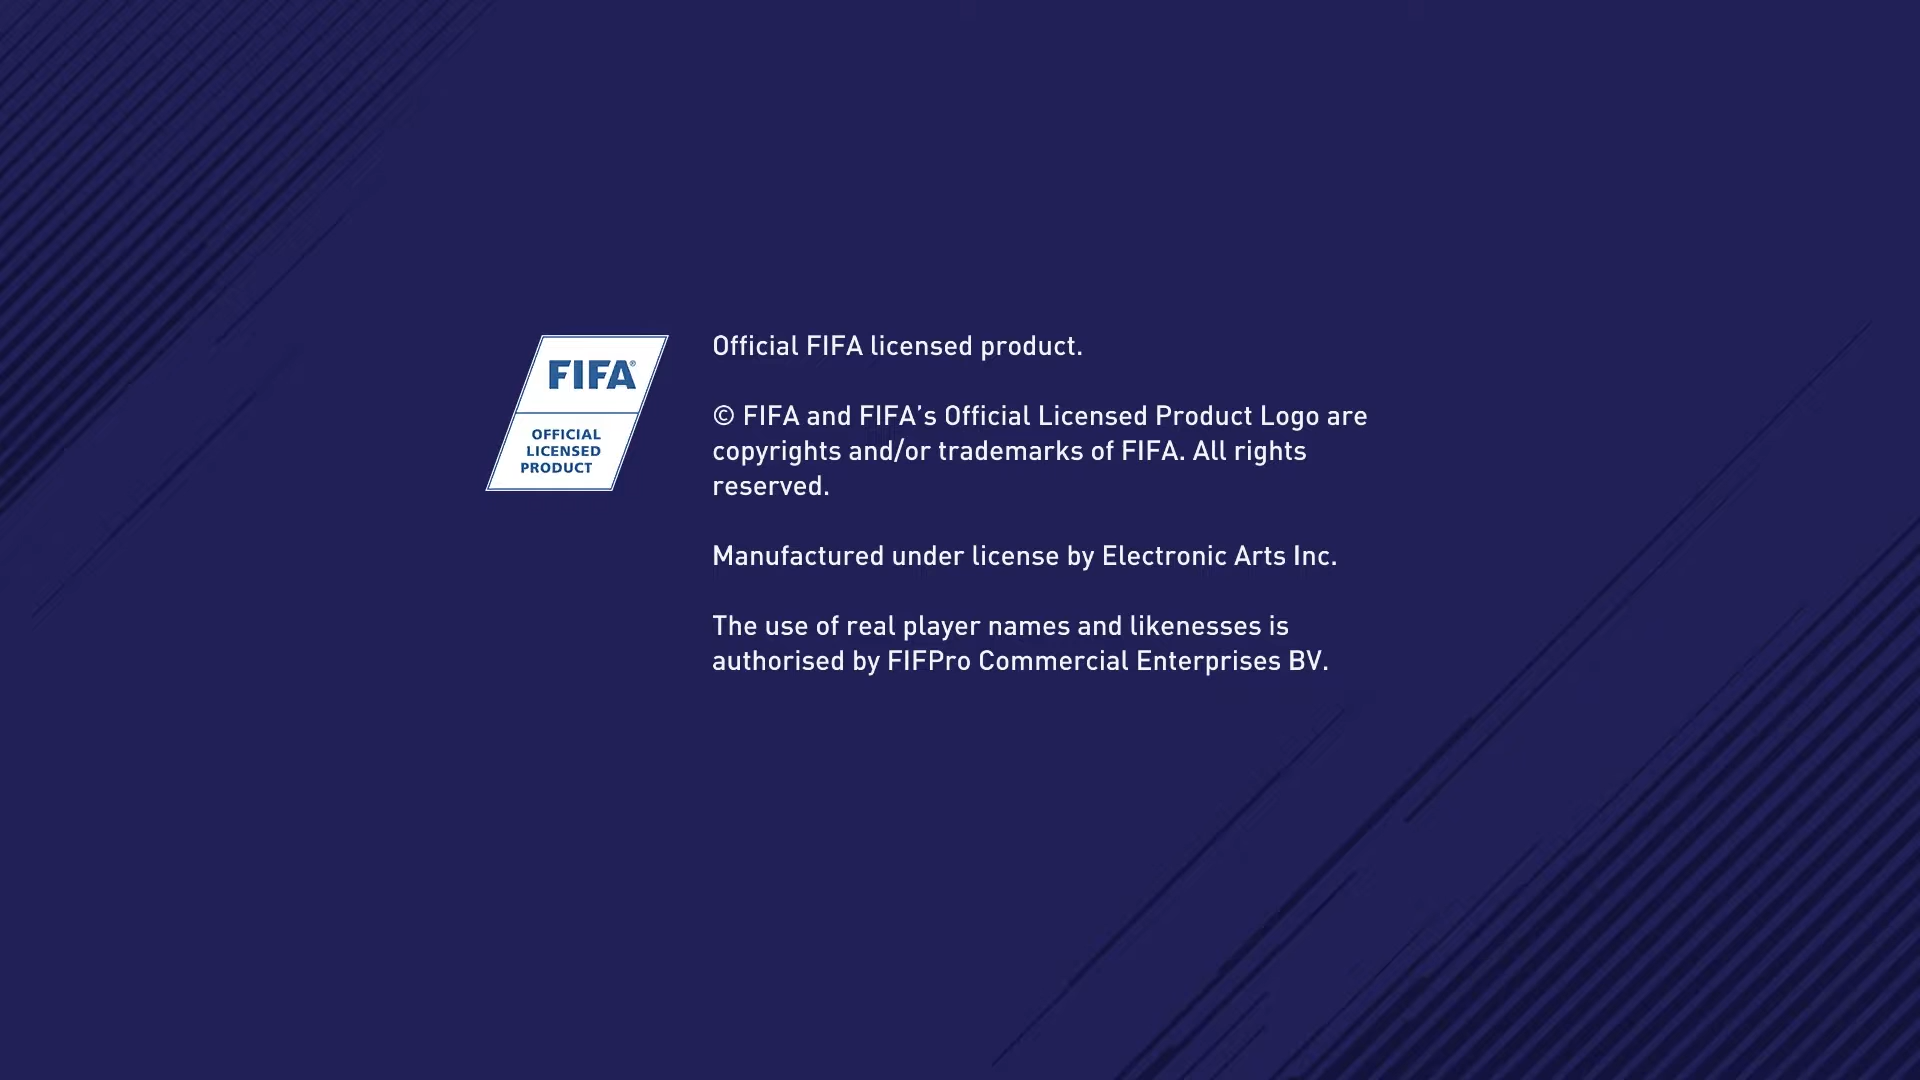 FIFA®
OFFICIAL
LICENSED
PRODUCT
Official FIFA licensed product.
© FIFA and FIFA’s Official Licensed Product Logo are
copyrights and/or trademarks of FIFA. All rights
reserved.
Manufactured under license by Electronic Arts Inc.
The use of real player names and likenesses is
authorised by FIFPro Commercial Enterprises BV.